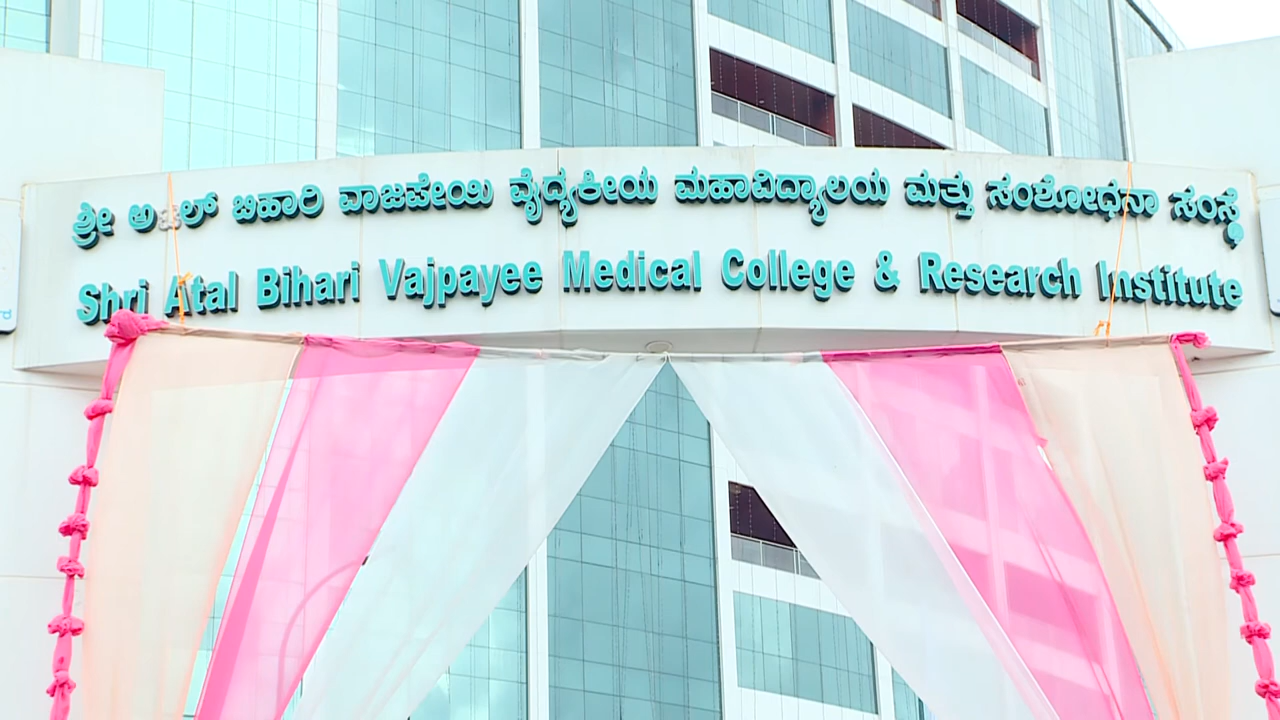 ಶ್ರೀ ಅಟಲ್ ಬಿಹಾರಿ ವಾಜಪೇಯಿ ವೈದ್ಯಕೀಯ ಮಹಾವಿದ್ಯಾಲಯ ಮತ್ತು ಸಂಶೋಧನಾ ಸಂಸ್ಥೆ
Shri Atal Bihari Vajpayee Medical College & Research Institute